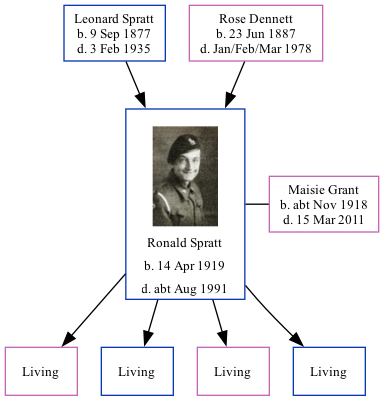 Leonard Spratt
b. 9 Sep 1877
d. 3 Feb 1935
Rose Dennett
b. 23 Jun 1887
d. Jan/Feb/Mar 1978
Ronald Spratt
b. 14 Apr 1919
d. abt Aug 1991
Maisie Grant
b. abt Nov 1918
d. 15 Mar 2011
Living
Living
Living
Living